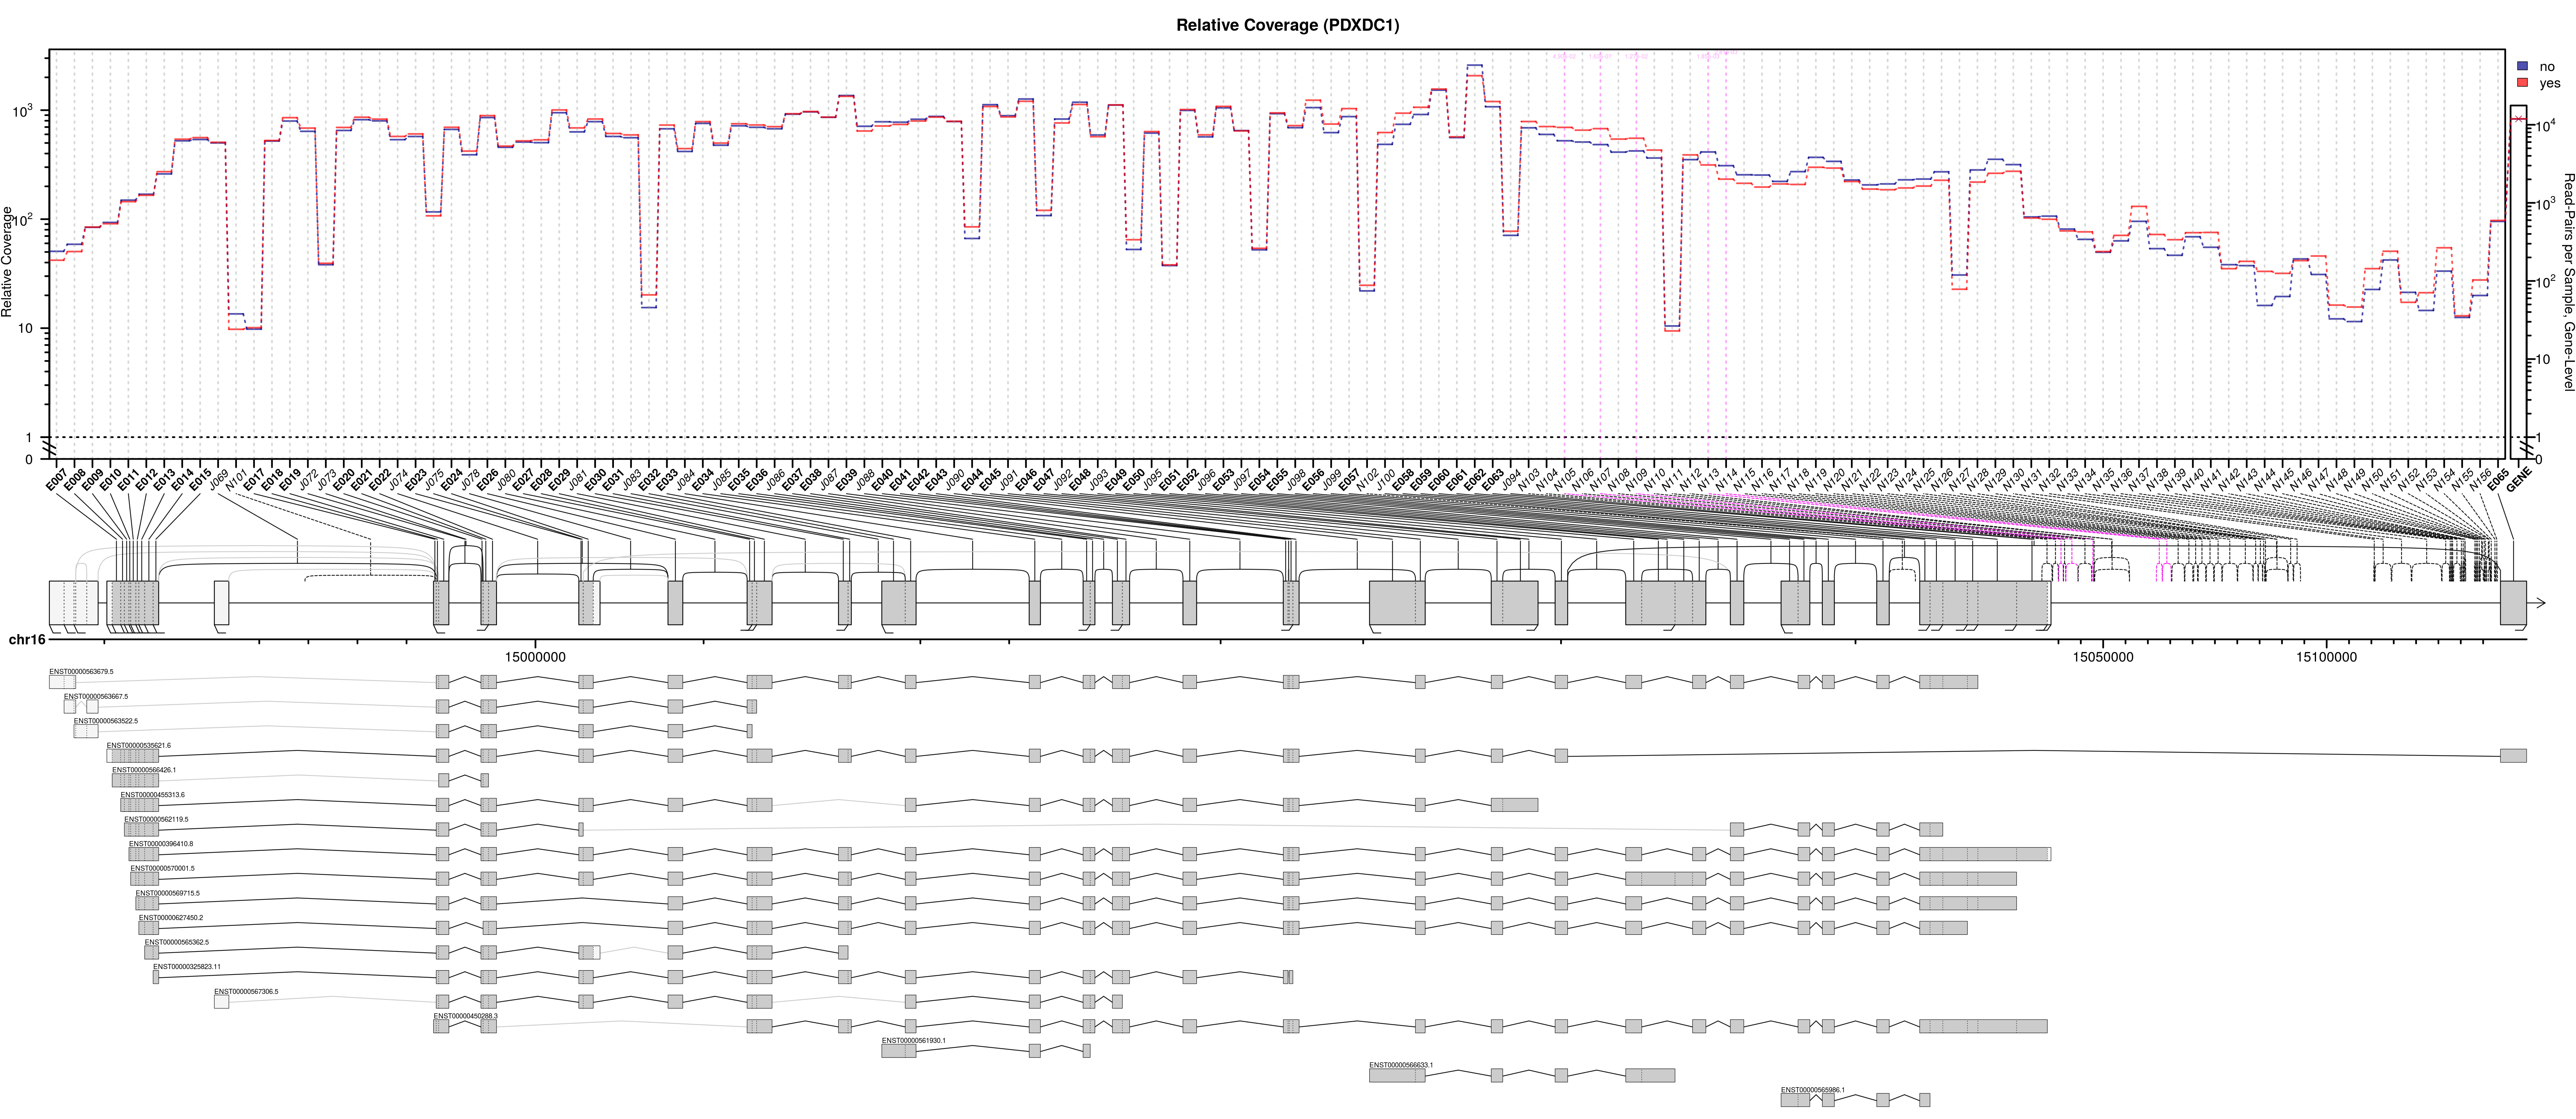 Relative Coverage (PDXDC1)
no
yes
Relative Coverage
10³
10²
10
1
0
10⁴
10³
10²
10
1
0
Read-Pairs per Sample, Gene-Level
E007 E008 E009 E010 E011 E012 E013 E014 E015 J069 N101 E017 E018 E019 J072 J073 E020 E021 E022 J074 E023 J075 E024 J078 E026 J080 E027 E028 E029 J081 E030 E031 J083 E032 E033 J084 E034 J085 E035 E036 J086 E037 E038 J087 E039 J088 E040 E041 E042 E043 J090 E044 E045 J091 E046 E047 J092 E048 J093 E049 E050 J095 E051 E052 J096 E053 J097 E054 E055 J098 E056 J099 E057 N102 J100 E058 E059 E060 E061 E062 E063 J094 N103 N104 N105 N106 N107 N108 N109 N110 N111 N112 N113 N114 N115 N116 N117 N118 N119 N120 N121 N122 N123 N124 N125 N126 N127 N128 N129 N130 N131 N132 N133 N134 N135 N136 N137 N138 N139 N140 N141 N142 N143 N144 N145 N146 N147 N148 N149 N150 N151 N152 N153 N154 N155 N156 E065 GENE
chr16
15000000 15050000 15100000
ENST00000563679.5
ENST00000563667.5
ENST00000563522.5
ENST00000535621.6
ENST00000566426.1
ENST00000455313.6
ENST00000562119.5
ENST00000396410.8
ENST00000570001.5
ENST00000569715.5
ENST00000627450.2
ENST00000565362.5
ENST00000325823.11
ENST00000567306.5
ENST00000450288.3
ENST00000561930.1
ENST00000566633.1
ENST00000565986.1